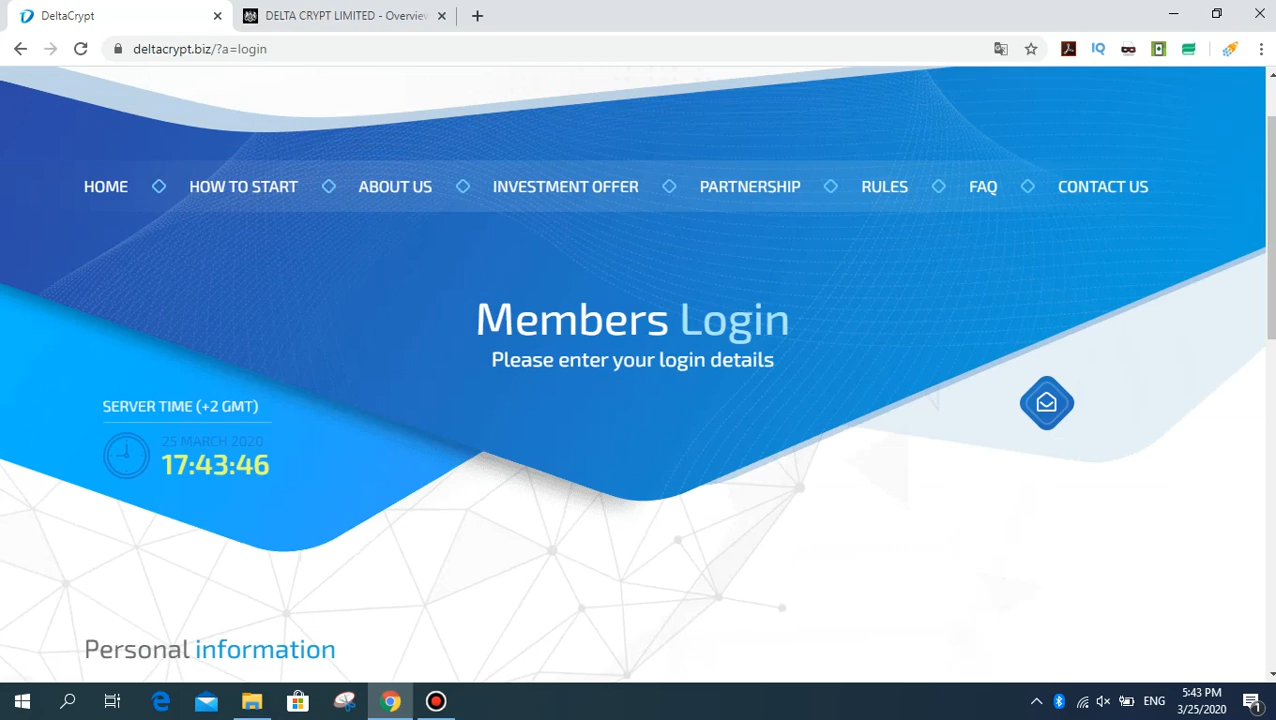 DeltaCrypt
DELTA CRYPT LIMITED - Overview
deltacrypt.biz/?a=login
IQ
HOME
HOW TO START
ABOUT US
INVESTMENT OFFER
PARTNERSHIP
RULES
FAQ
CONTACT US
Members Login
Please enter your login details
SERVER TIME (+2 GMT)
25 MARCH 2020
17:43:46
Personal information
ENG
5:43 PM
3/25/2020
1